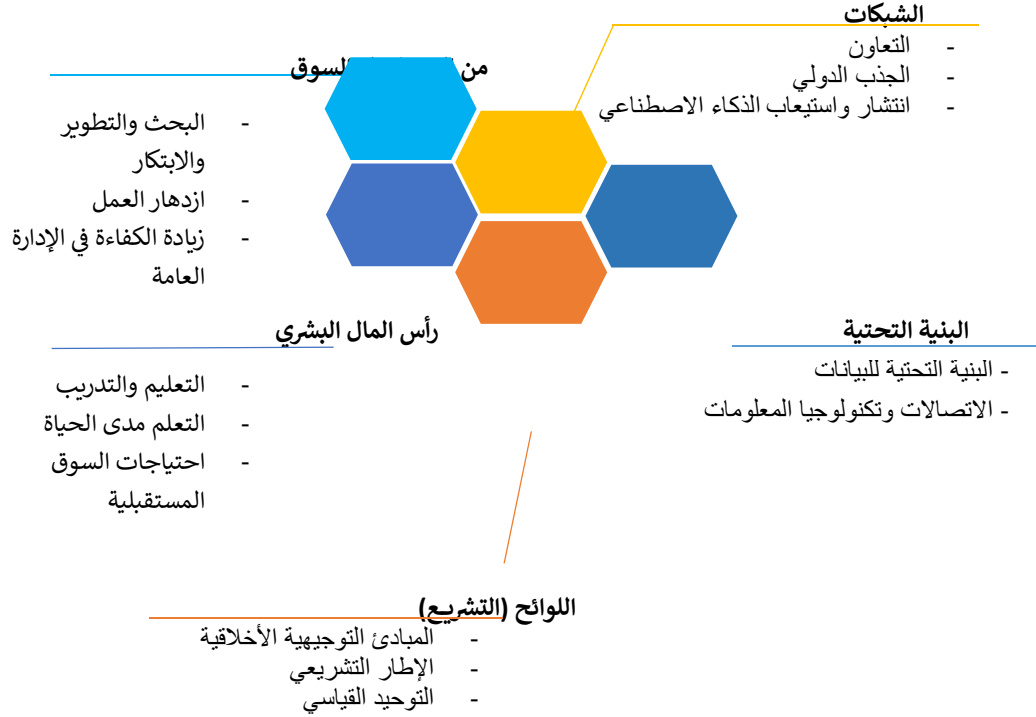 الشبكات
- التعاون
- الجذب الدولي
- انتشار واستيعاب الذكاء الاصطناعي
من السوق
- البحث والتطوير
والابتكار
- ازدهار العمل
- زيادة الكفاءة في الإدارة
العامة
البنية التحتية
- البنية التحتية للبيانات
- الاتصالات وتكنولوجيا المعلومات
رأس المال البشري
- التعليم والتدريب
- التعلم مدى الحياة
- احتياجات السوق
المستقبلية
اللوائح (التشريع)
- المبادئ التوجيهية الأخلاقية
- الإطار التشريعي
- التوحيد القياسي